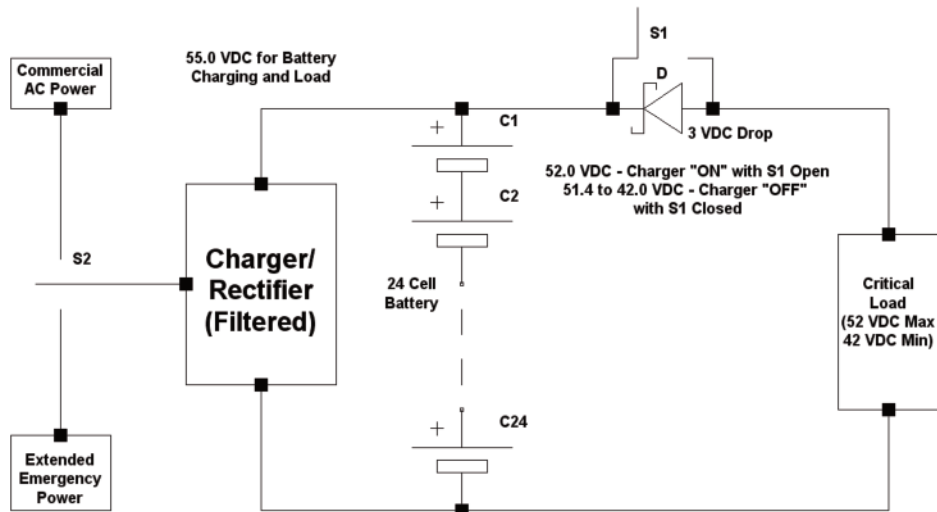 Commercial
AC Power
55.0 VDC for Battery
Charging and Load
S1
D
3 VDC Drop
C1
+
52.0 VDC - Charger "ON" with S1 Open
51.4 to 42.0 VDC - Charger "OFF"
with S1 Closed
C2
+
S2
Charger/
Rectifier
(Filtered)
24 Cell
Battery
Critical
Load
(52 VDC Max
42 VDC Min)
C24
+
Extended
Emergency
Power